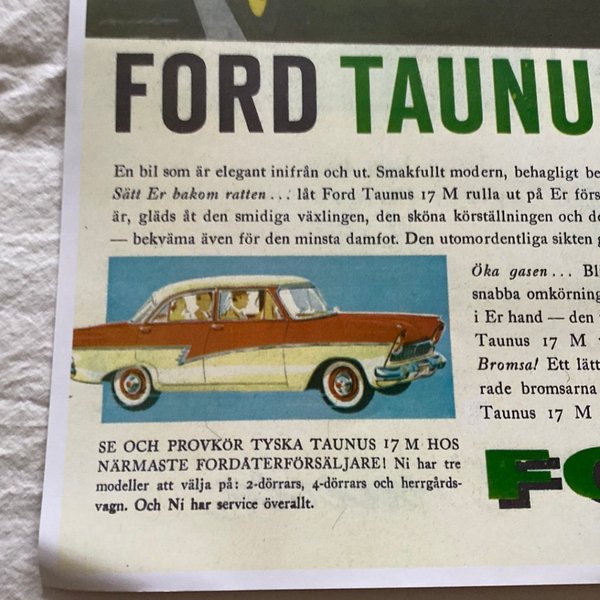 FORD TAUNU
En bil som är elegant inifrån och ut. Smakfullt modern, behagligt be
Sätt Er bakom ratten... låt Ford Taunus 17 M rulla ut på Er förs
är, gläds åt den smidiga växlingen, den sköna körställningen och de
— bekväma även för den minsta damfot. Den utomordentliga sikten g
Öka gasen... Bl
snabba omkörning
i Er hand — den
Taunus 17 M
Bromsa! Ett lätt
rade bromsarna
Taunus 17 M
SE OCH PROVKÖR TYSKA TAUNUS 17 M HOS
NÄRMASTE FORDÅTERFÖRSÄLJARE! Ni har tre
modeller att välja på: 2-dörrars, 4-dörrars och herrgårds-
vagn. Och Ni har service överallt.
FO